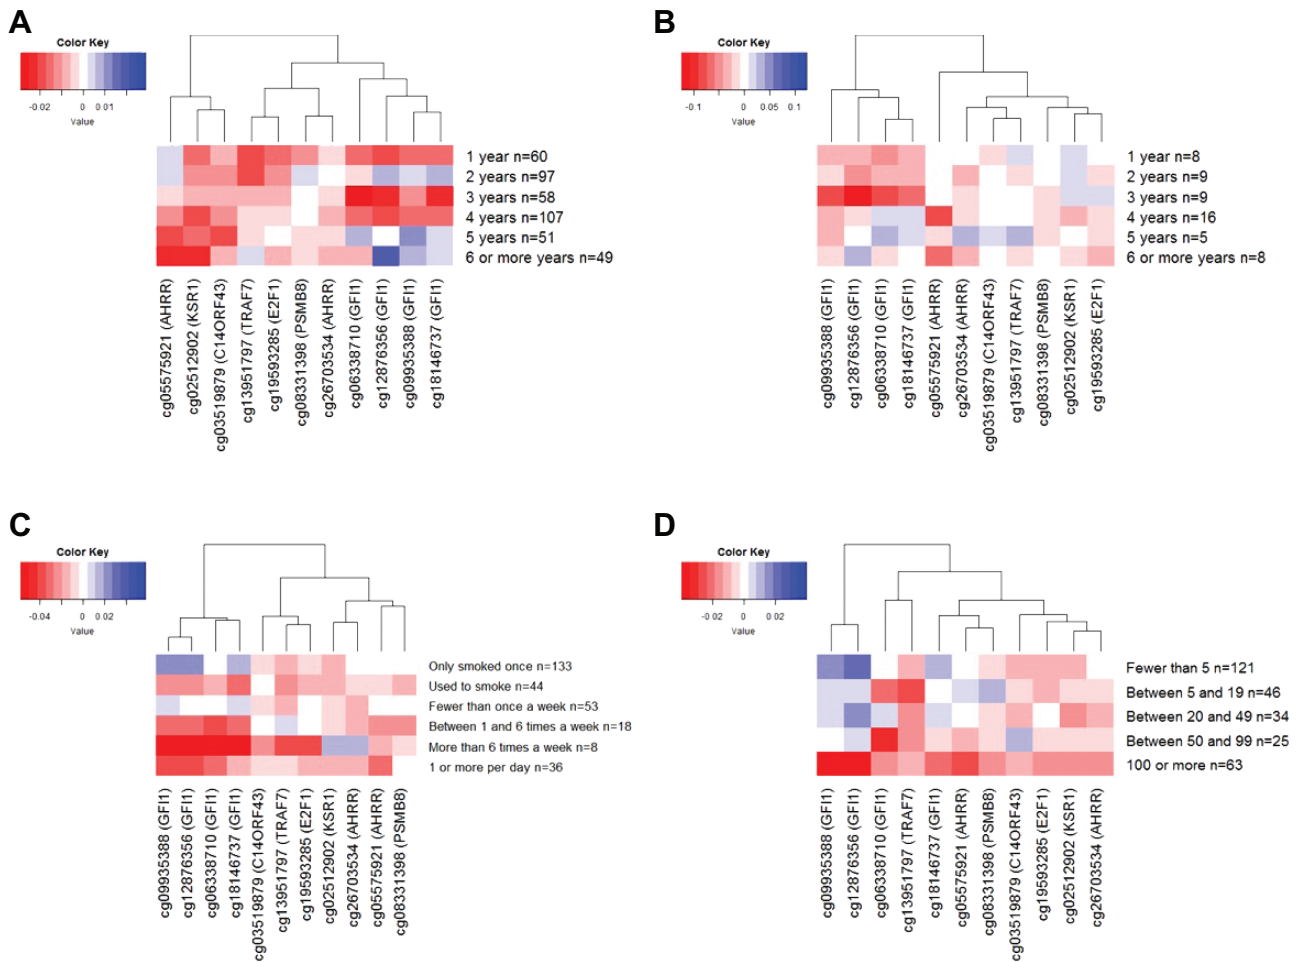 A
Color Key
-0.02 0 0.01
Value
1 year n=60
2 years n=97
3 years n=58
4 years n=107
5 years n=51
6 or more years n=49
cg05575921 (AHRR)
cg02512902 (KSR1)
cg03519879 (C14ORF43)
cg13951797 (TRAF7)
cg19593285 (E2F1)
cg08331398 (PSMB8)
cg26703534 (AHRR)
cg06338710 (GFI1)
cg12876356 (GFI1)
cg09935388 (GFI1)
cg18146737 (GFI1)
B
Color Key
-0.1 0 0.05 0.1
Value
1 year n=8
2 years n=9
3 years n=9
4 years n=16
5 years n=5
6 or more years n=8
cg09935388 (GFI1)
cg12876356 (GFI1)
cg06338710 (GFI1)
cg18146737 (GFI1)
cg05575921 (AHRR)
cg26703534 (AHRR)
cg03519879 (C14ORF43)
cg13951797 (TRAF7)
cg08331398 (PSMB8)
cg02512902 (KSR1)
cg19593285 (E2F1)
C
Color Key
-0.04 0 0.02
Value
Only smoked once n=133
Used to smoke n=44
Fewer than once a week n=53
Between 1 and 6 times a week n=18
More than 6 times a week n=8
1 or more per day n=36
cg09935388 (GFI1)
cg12876356 (GFI1)
cg06338710 (GFI1)
cg18146737 (GFI1)
cg03519879 (C14ORF43)
cg13951797 (TRAF7)
cg19593285 (E2F1)
cg02512902 (KSR1)
cg26703534 (AHRR)
cg05575921 (AHRR)
cg08331398 (PSMB8)
D
Color Key
-0.02 0 0.02
Value
Fewer than 5 n=121
Between 5 and 19 n=46
Between 20 and 49 n=34
Between 50 and 99 n=25
100 or more n=63
cg09935388 (GFI1)
cg12876356 (GFI1)
cg06338710 (GFI1)
cg13951797 (TRAF7)
cg18146737 (GFI1)
cg05575921 (AHRR)
cg08331398 (PSMB8)
cg03519879 (C14ORF43)
cg19593285 (E2F1)
cg02512902 (KSR1)
cg26703534 (AHRR)